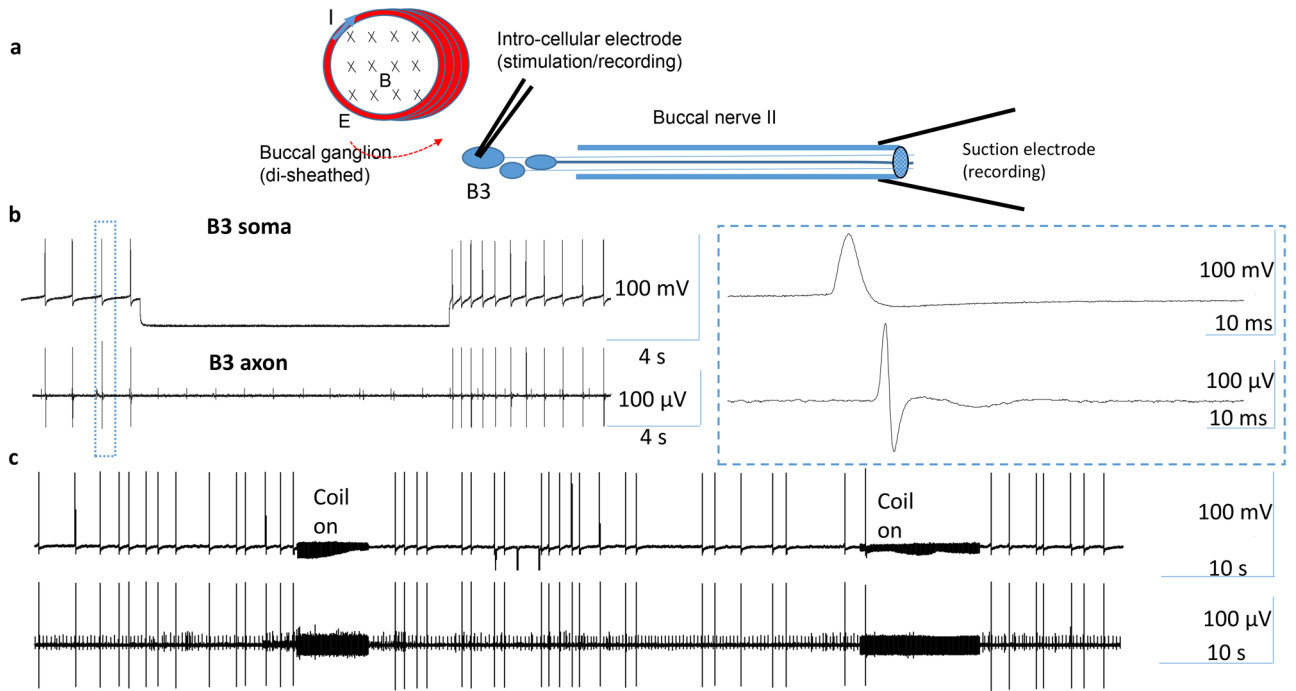 a
I
B
E
Intro-cellular electrode
(stimulation/recording)
Buccal ganglion
(di-sheathed)
B3
Buccal nerve II
Suction electrode
(recording)
b
B3 soma
100 mV
4 s
B3 axon
100 µV
4 s
100 mV
10 ms
100 µV
10 ms
c
Coil
on
Coil
on
100 mV
10 s
100 µV
10 s